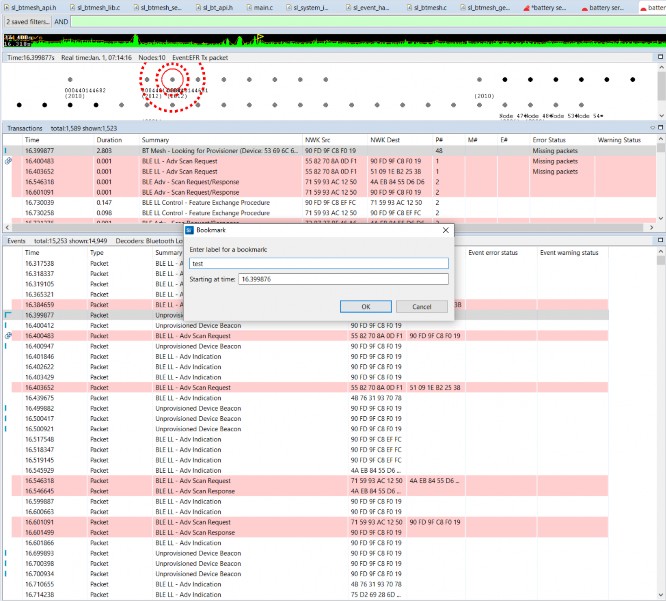 sl_btmesh_api.h sl_btmesh_lib.c sl_btmesh_se... sl_bt_api.h main.c sl_system_i... sl_event_ha... sl_btmesh.c sl_btmesh_ge... *battery se... battery ser... battery
2 saved filters... AND
16.318s
Time:16.399877s Real time:Jan, 1, 07:14:16 Nodes:10 Event:EFR Tx packet
000440144682
(2018) (2012) (2012) (2010)
Transactions total:1,589 shown:1,523
Time Duration Summary NWK Src NWK Dest P# M# E# Error Status Warning Status
16.399877 2.803 BT Mesh - Looking for Provisioner (Device: 53 69 6C 6... 90 FD 9F C8 F0 19 48 Missing packets
16.400483 0.001 BLE LL - Adv Scan Request 55 82 70 8A 0D F1 90 FD 9F C8 F0 19 1 Missing packets
16.403652 0.001 BLE LL - Adv Scan Request 55 82 70 8A 0D F1 51 09 1E B2 25 38 1 Missing packets
16.546318 0.001 BLE Adv - Scan Request/Response 71 59 93 AC 12 50 4A EB 84 55 D6 D6 2
16.601091 0.001 BLE Adv - Scan Request/Response 71 59 93 AC 12 50 90 FD 9F C8 F0 19 2
16.730039 0.147 BLE LL Control - Feature Exchange Procedure 90 FD 9F C8 EF FC 71 59 93 AC 12 50 2
16.730258 0.098 BLE LL Control - Feature Exchange Procedure 90 FD 9F C8 F0 19 71 59 93 AC 12 50 2
Bookmark
Enter label for a bookmark:
test
Starting at time: 16.399876
OK Cancel
Events total:15,253 shown:14,949 Decoders: Bluetooth Lo
Time Type Summary Event error status Event warning status
16.317538 Packet BLE LL - A
16.318337 Packet BLE LL - A
16.319105 Packet BLE LL - A
16.365321 Packet BLE LL - A
16.384659 Packet BLE LL - A 38
16.399877 Packet Unprovisi
16.400412 Packet Unprovisioned Device Beacon 90 FD 9F C8 F0 19
16.400483 Packet BLE LL - Adv Scan Request 55 82 70 8A 0D F1 90 FD 9F C8 F0 19
16.400947 Packet Unprovisioned Device Beacon 90 FD 9F C8 F0 19
16.401846 Packet BLE LL - Adv Indication 90 FD 9F C8 F0 19
16.402622 Packet BLE LL - Adv Indication 90 FD 9F C8 F0 19
16.403429 Packet BLE LL - Adv Indication 90 FD 9F C8 F0 19
16.403652 Packet BLE LL - Adv Scan Request 55 82 70 8A 0D F1 51 09 1E B2 25 38
16.439675 Packet BLE LL - Adv Indication 4B 76 31 93 70 78
16.499882 Packet Unprovisioned Device Beacon 90 FD 9F C8 F0 19
16.500417 Packet Unprovisioned Device Beacon 90 FD 9F C8 F0 19
16.500921 Packet Unprovisioned Device Beacon 90 FD 9F C8 F0 19
16.517548 Packet BLE LL - Adv Indication 90 FD 9F C8 EF FC
16.518347 Packet BLE LL - Adv Indication 90 FD 9F C8 EF FC
16.519145 Packet BLE LL - Adv Indication 90 FD 9F C8 EF FC
16.545929 Packet BLE LL - Adv Indication 4A EB 84 55 D6 ...
16.546318 Packet BLE LL - Adv Scan Request 71 59 93 AC 12 50 4A EB 84 55 D6 ...
16.546645 Packet BLE LL - Adv Scan Response 4A EB 84 55 D6 ...
16.599887 Packet BLE LL - Adv Indication 90 FD 9F C8 F0 19
16.600663 Packet BLE LL - Adv Indication 90 FD 9F C8 F0 19
16.601091 Packet BLE LL - Adv Scan Request 71 59 93 AC 12 50 90 FD 9F C8 F0 19
16.601499 Packet BLE LL - Adv Scan Response 90 FD 9F C8 F0 19
16.601866 Packet BLE LL - Adv Indication 90 FD 9F C8 F0 19
16.699893 Packet Unprovisioned Device Beacon 90 FD 9F C8 F0 19
16.700398 Packet Unprovisioned Device Beacon 90 FD 9F C8 F0 19
16.700934 Packet Unprovisioned Device Beacon 90 FD 9F C8 F0 19
16.710655 Packet BLE LL - Adv Indication 4B 76 31 93 70 78
16.714238 Packet BLE LL - Adv Indication 75 D2 69 28 6D ...